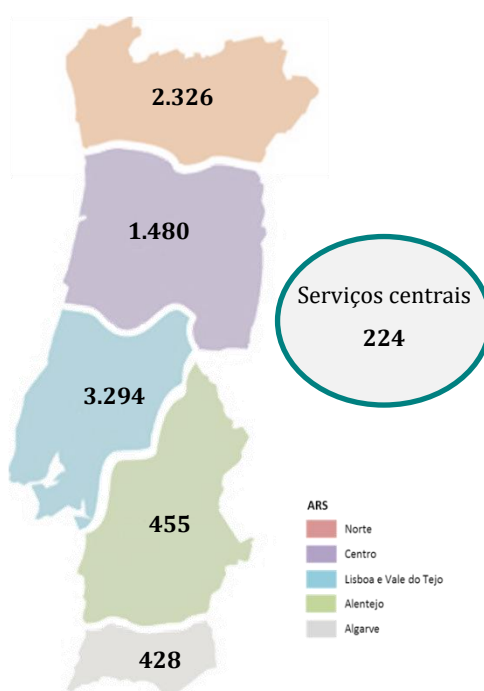 2.326
1.480
Serviços centrais
224
3.294
455
ARS
Norte
Centro
Lisboa e Vale do Tejo
Alentejo
Algarve
428